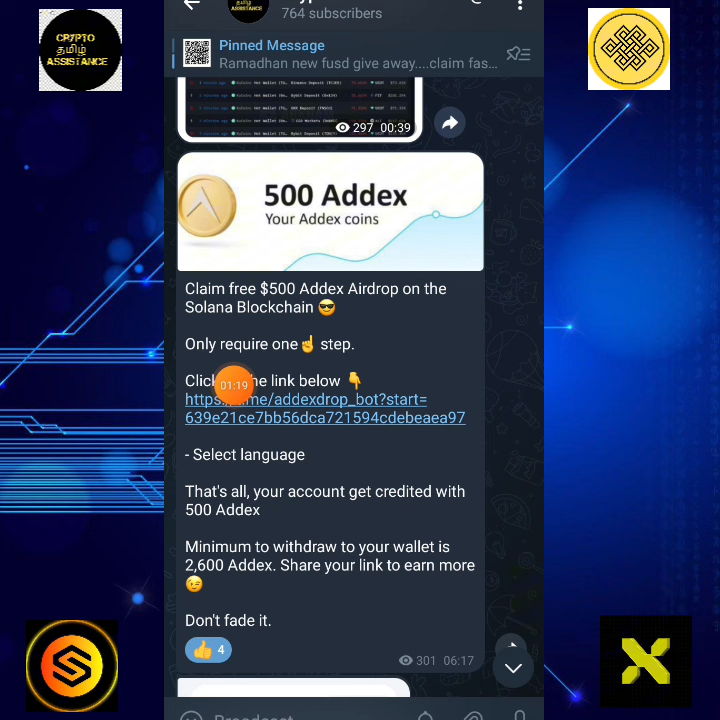 CR7PTO
தமிழ்
ASSISTANCE
764 subscribers
Pinned Message
Ramadhan new fusd give away....claim fas...
297 00:39
500 Addex
Your Addex coins
Claim free $500 Addex Airdrop on the
Solana Blockchain 😎
Only require one☝ step.
Click the link below 👇
01:19
me/addexdrop_bot?start=
639e21ce7bb56dca721594cdebeaea97
- Select language
That's all, your account get credited with
500 Addex
Minimum to withdraw to your wallet is
2,600 Addex. Share your link to earn more
😉
Don't fade it.
👍 4
301 06:17